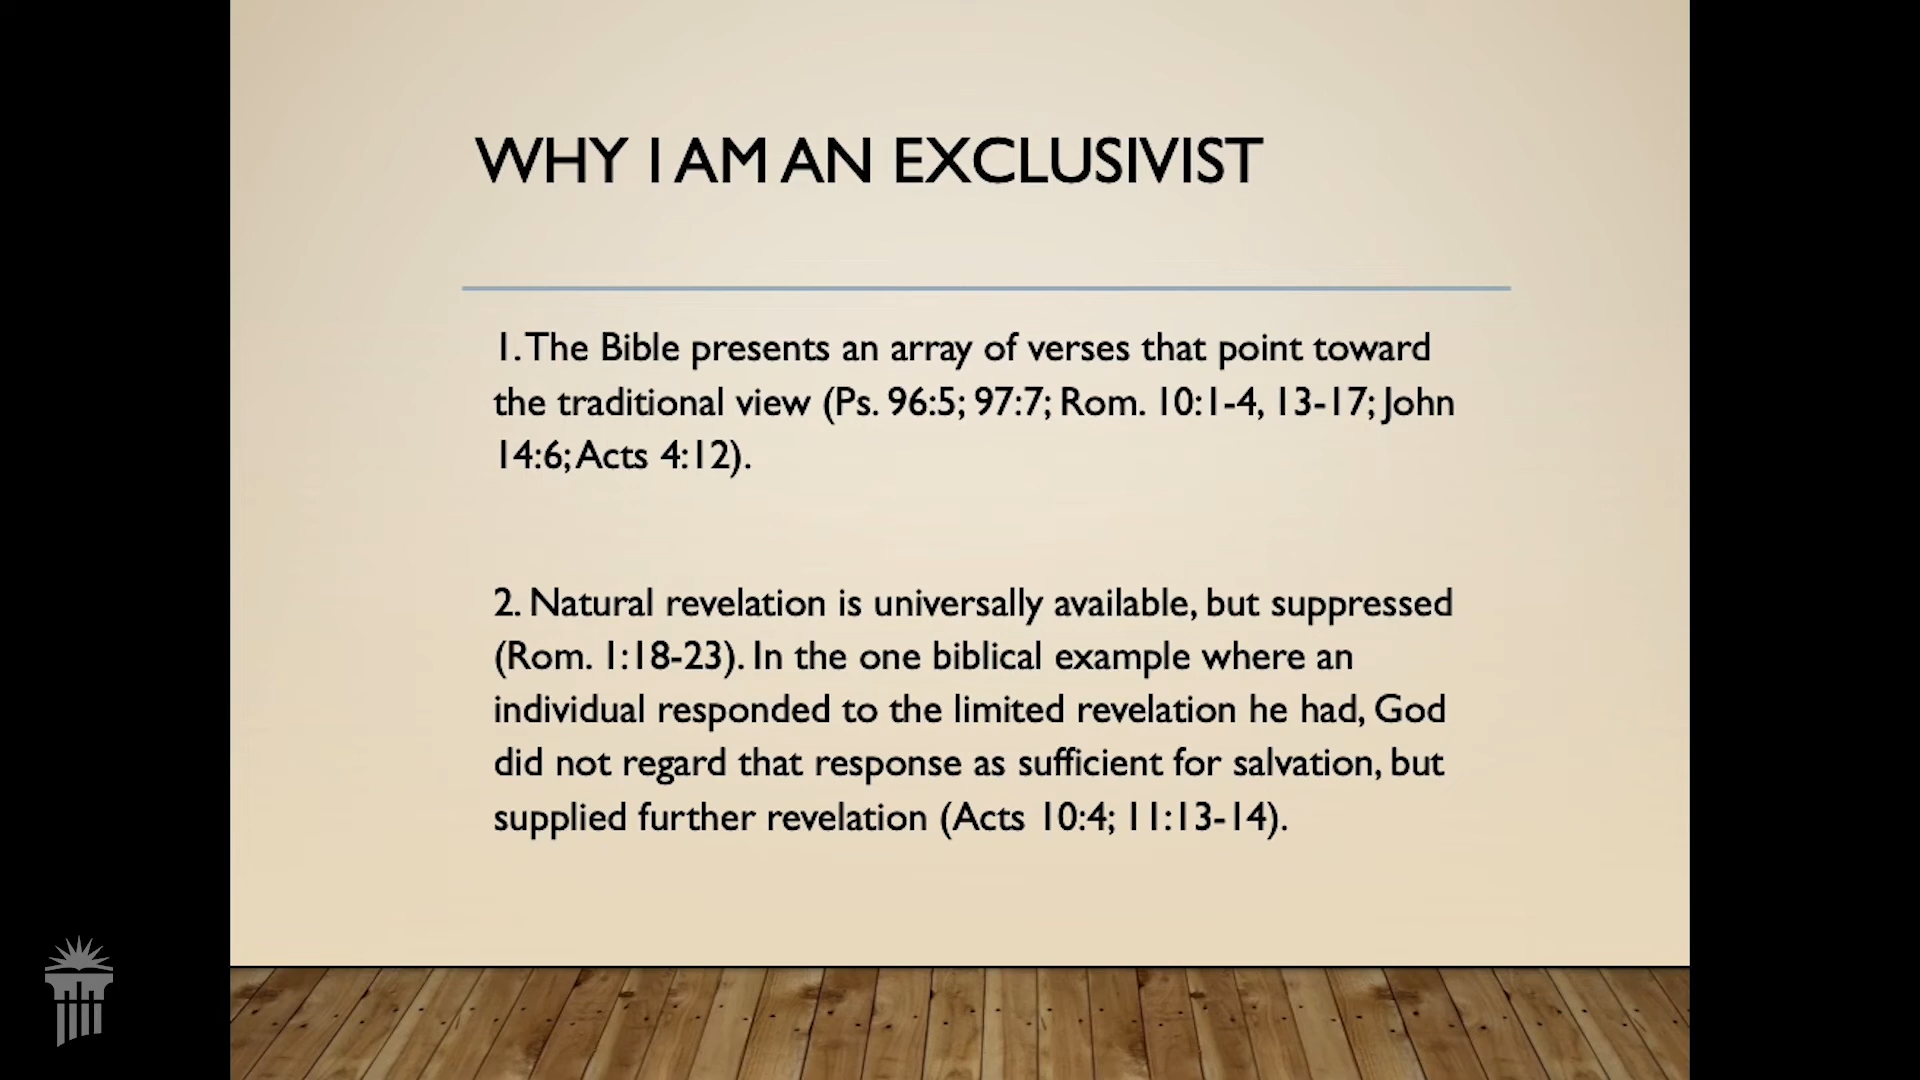 WHY I AM AN EXCLUSIVIST
1. The Bible presents an array of verses that point toward
the traditional view (Ps. 96:5; 97:7; Rom. 10:1-4, 13-17; John
14:6; Acts 4:12).
2. Natural revelation is universally available, but suppressed
(Rom. 1:18-23). In the one biblical example where an
individual responded to the limited revelation he had, God
did not regard that response as sufficient for salvation, but
supplied further revelation (Acts 10:4; 11:13-14).